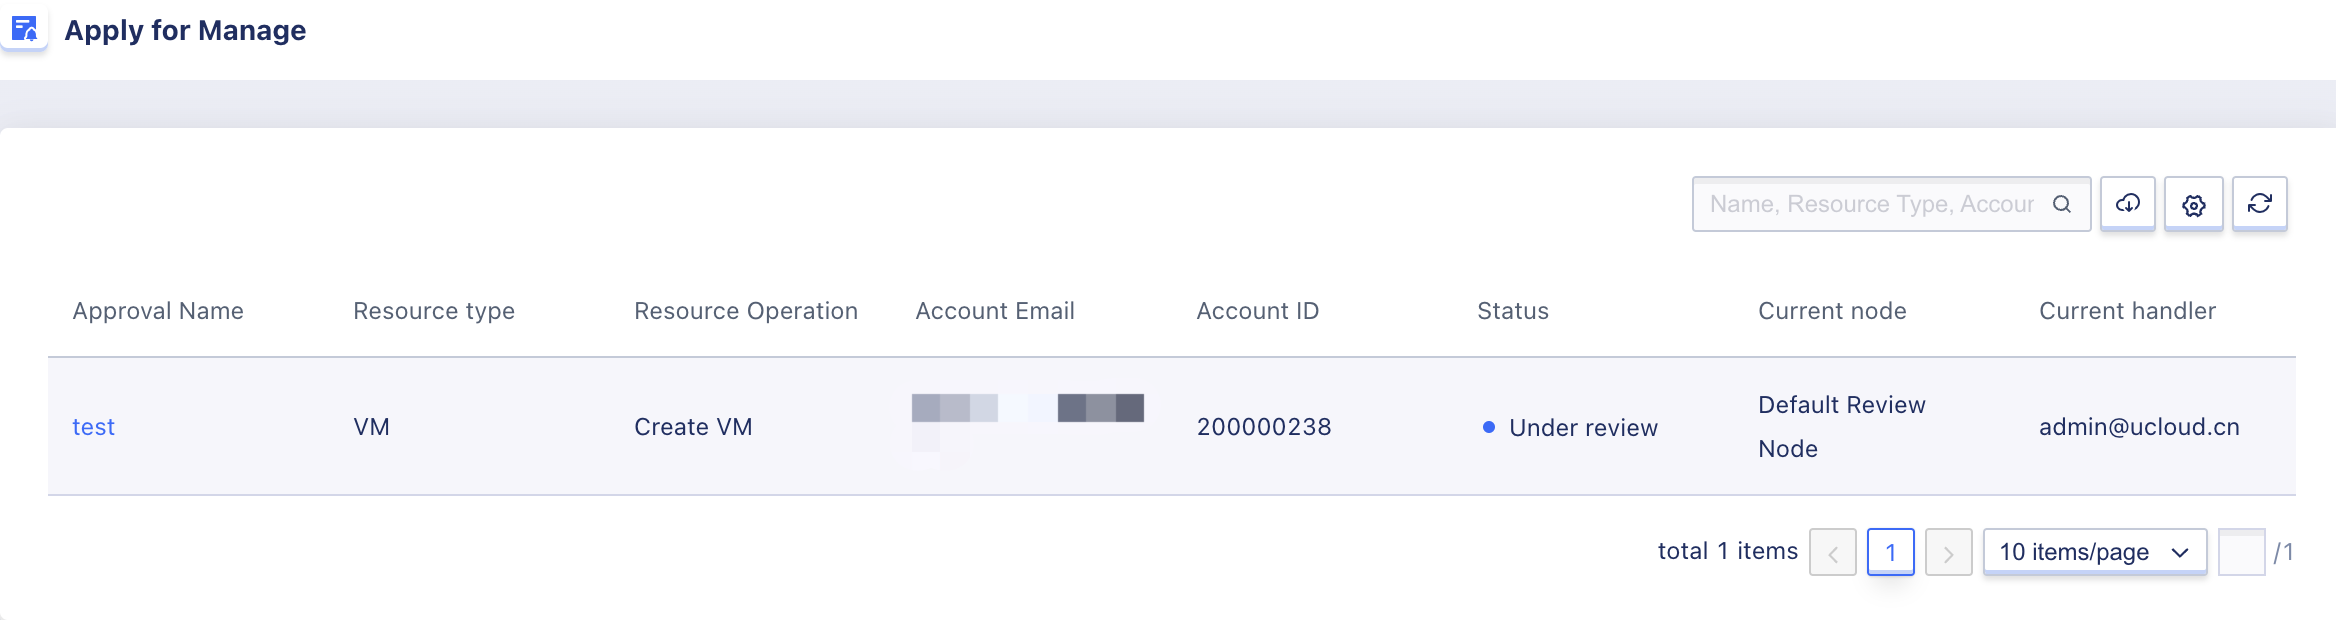 Apply for Manage
Name, Resource Type, Accour
Approval Name Resource type Resource Operation Account Email Account ID Status Current node Current handler
test VM Create VM 200000238 Under review Default Review Node admin@ucloud.cn
total 1 items 1 10 items/page /1